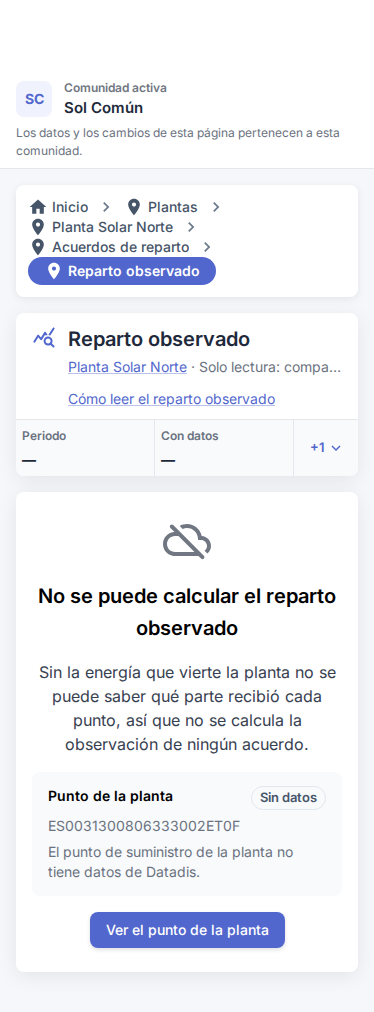 SC
Comunidad activa
Sol Común
Los datos y los cambios de esta página pertenecen a esta
comunidad.
Inicio > Plantas >
Planta Solar Norte >
Acuerdos de reparto >
Reparto observado
Reparto observado
Planta Solar Norte · Solo lectura: compa...
Cómo leer el reparto observado
Periodo
—
Con datos
—
+1
No se puede calcular el reparto
observado
Sin la energía que vierte la planta no se
puede saber qué parte recibió cada
punto, así que no se calcula la
observación de ningún acuerdo.
Punto de la planta
Sin datos
ES0031300806333002ET0F
El punto de suministro de la planta no
tiene datos de Datadis.
Ver el punto de la planta